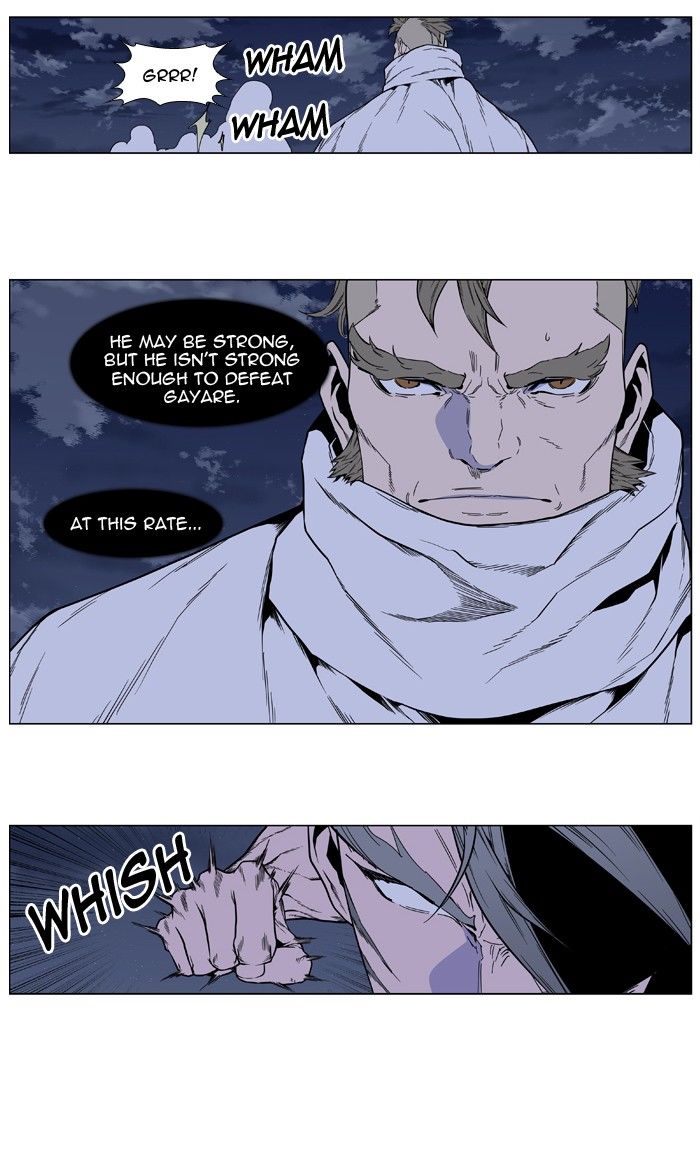 GRRR!
WHAM
WHAM
HE MAY BE STRONG,
BUT HE ISN'T STRONG
ENOUGH TO DEFEAT
GAYARE.
AT THIS RATE...
WHISH